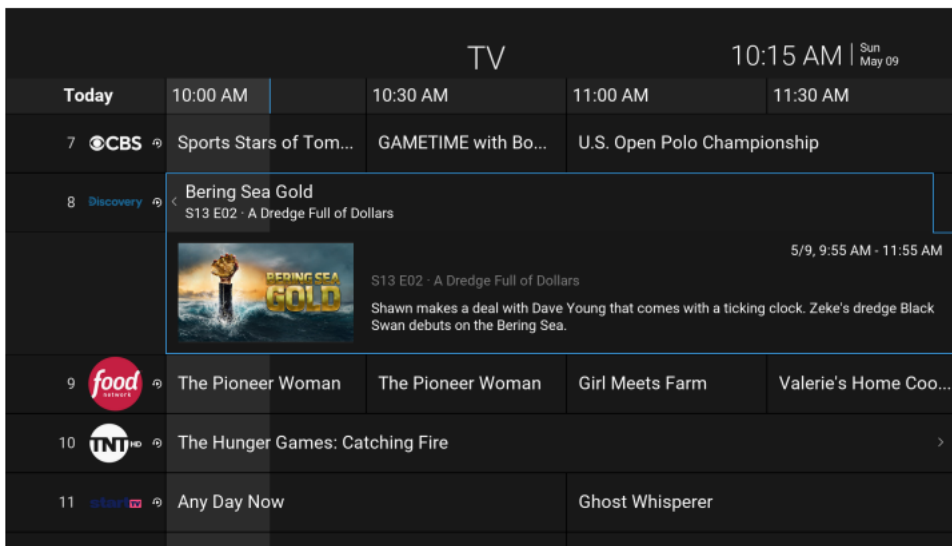 TV
10:15 AM
Sun
May 09
Today 10:00 AM 10:30 AM 11:00 AM 11:30 AM
7 CBS Sports Stars of Tom... GAMETIME with Bo... U.S. Open Polo Championship
8 Discovery Bering Sea Gold
S13 E02 · A Dredge Full of Dollars
5/9, 9:55 AM - 11:55 AM
BERING SEA
GOLD
S13 E02 · A Dredge Full of Dollars
Shawn makes a deal with Dave Young that comes with a ticking clock. Zeke's dredge Black
Swan debuts on the Bering Sea.
9 food
network
The Pioneer Woman The Pioneer Woman Girl Meets Farm Valerie's Home Coo...
10 TNT HD The Hunger Games: Catching Fire
11 start TV Any Day Now Ghost Whisperer